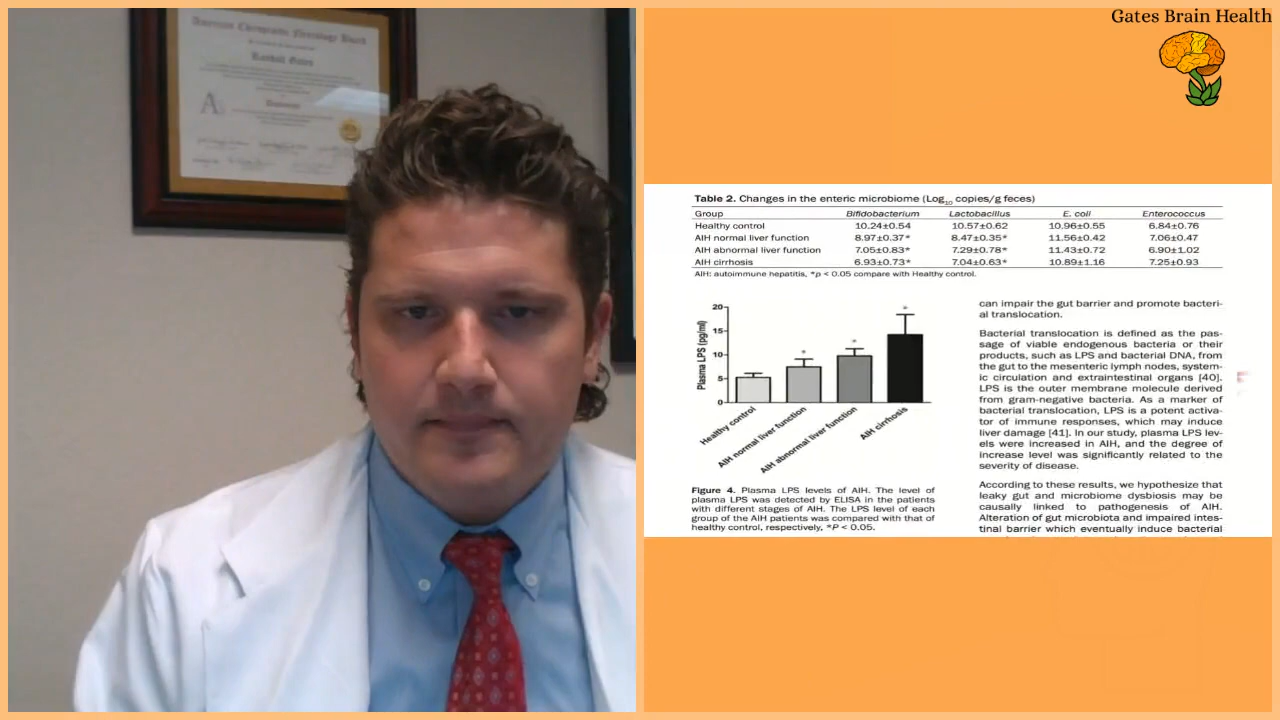 American Chiropractic Neurology Board
Randall Gates
Diplomate
Gates Brain Health
Table 2. Changes in the enteric microbiome (Log10 copies/g feces)
Group Bifidobacterium Lactobacillus E. coli Enterococcus
Healthy control 10.24±0.54 10.57±0.62 10.96±0.55 6.84±0.76
AIH normal liver function 8.97±0.37* 8.47±0.35* 11.56±0.42 7.06±0.47
AIH abnormal liver function 7.05±0.83* 7.29±0.78* 11.43±0.72 6.90±1.02
AIH cirrhosis 6.93±0.73* 7.04±0.63* 10.89±1.16 7.25±0.93
AIH: autoimmune hepatitis, *p < 0.05 compare with Healthy control.
Plasma LPS (pg/ml)
20
15
10
5
0
* * *
Healthy control
AIH normal liver function
AIH abnormal liver function
AIH cirrhosis
Figure 4. Plasma LPS levels of AIH. The level of
plasma LPS was detected by ELISA in the patients
with different stages of AIH. The LPS level of each
group of the AIH patients was compared with that of
healthy control, respectively, *P < 0.05.
can impair the gut barrier and promote bacteri-
al translocation.
Bacterial translocation is defined as the pas-
sage of viable endogenous bacteria or their
products, such as LPS and bacterial DNA, from
the gut to the mesenteric lymph nodes, system-
ic circulation and extraintestinal organs [40].
LPS is the outer membrane molecule derived
from gram-negative bacteria. As a marker of
bacterial translocation, LPS is a potent activa-
tor of immune responses, which may induce
liver damage [41]. In our study, plasma LPS lev-
els were increased in AIH, and the degree of
increase level was significantly related to the
severity of disease.
According to these results, we hypothesize that
leaky gut and microbiome dysbiosis may be
causally linked to pathogenesis of AIH.
Alteration of gut microbiota and impaired intes-
tinal barrier which eventually induce bacterial